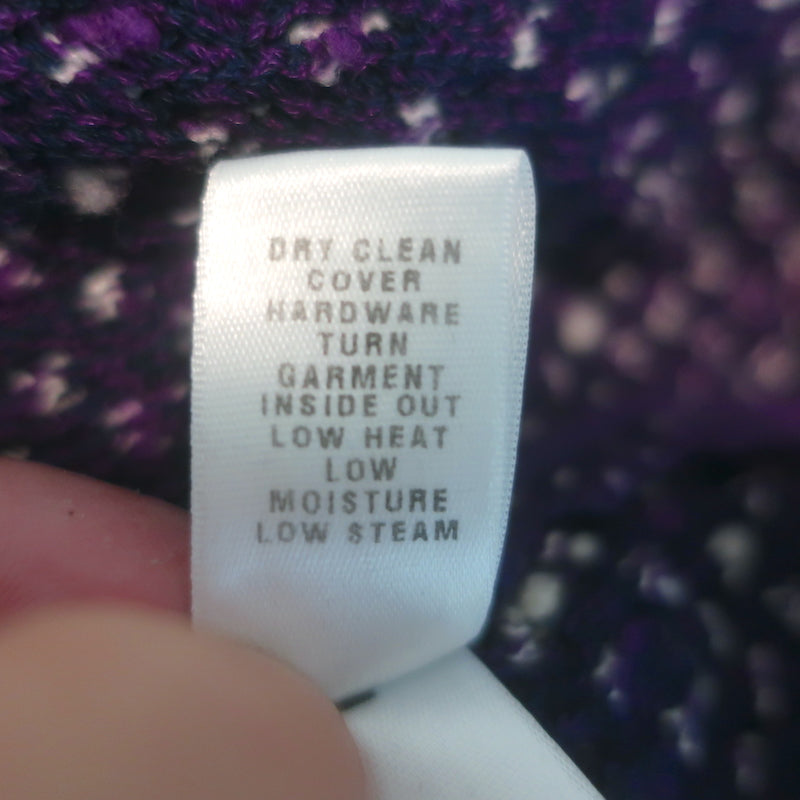 DRY CLEAN
COVER
HARDWARE
TURN
GARMENT
INSIDE OUT
LOW HEAT
LOW
MOISTURE
LOW STEAM